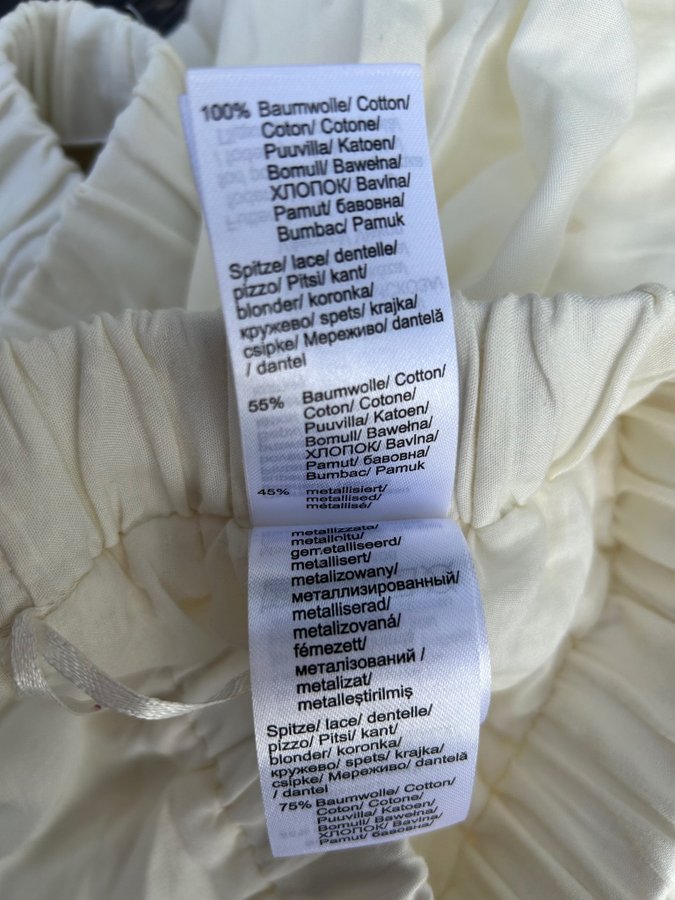 100% Baumwolle/ Cotton/
Coton/ Cotone/
Puuvilla/ Katoen/
Bomull/ Bawełna/
ХЛОПОК/ Bavlna/
Pamut/ бавовна/
Bumbac/ Pamuk
Spitze/ lace/ dentelle/
pizzo/ Pitsi/ kant/
blonder/ koronka/
кружево/ spets/ krajka/
csipke/ Мереживо/ dantelă
/ dantel
55% Baumwolle/ Cotton/
Coton/ Cotone/
Puuvilla/ Katoen/
Bomull/ Bawełna/
ХЛОПОК/ Bavlna/
Pamut/ бавовна/
Bumbac/ Pamuk
45% metallisiert/
metallised/
métallisé/
metallizzata/
metalloitu/
gemetalliseerd/
metallisert/
metalizowany/
металлизированный/
metalliserad/
metalizovaná/
fémezett/
металізований /
metalizat/
metalleştirilmiş
Spitze/ lace/ dentelle/
pizzo/ Pitsi/ kant/
blonder/ koronka/
кружево/ spets/ krajka/
csipke/ Мереживо/ dantelă
/ dantel
75% Baumwolle/ Cotton/
Coton/ Cotone/
Puuvilla/ Katoen/
Bomull/ Bawełna/
ХЛОПОК/ Bavlna/
Pamut/ бавовна/